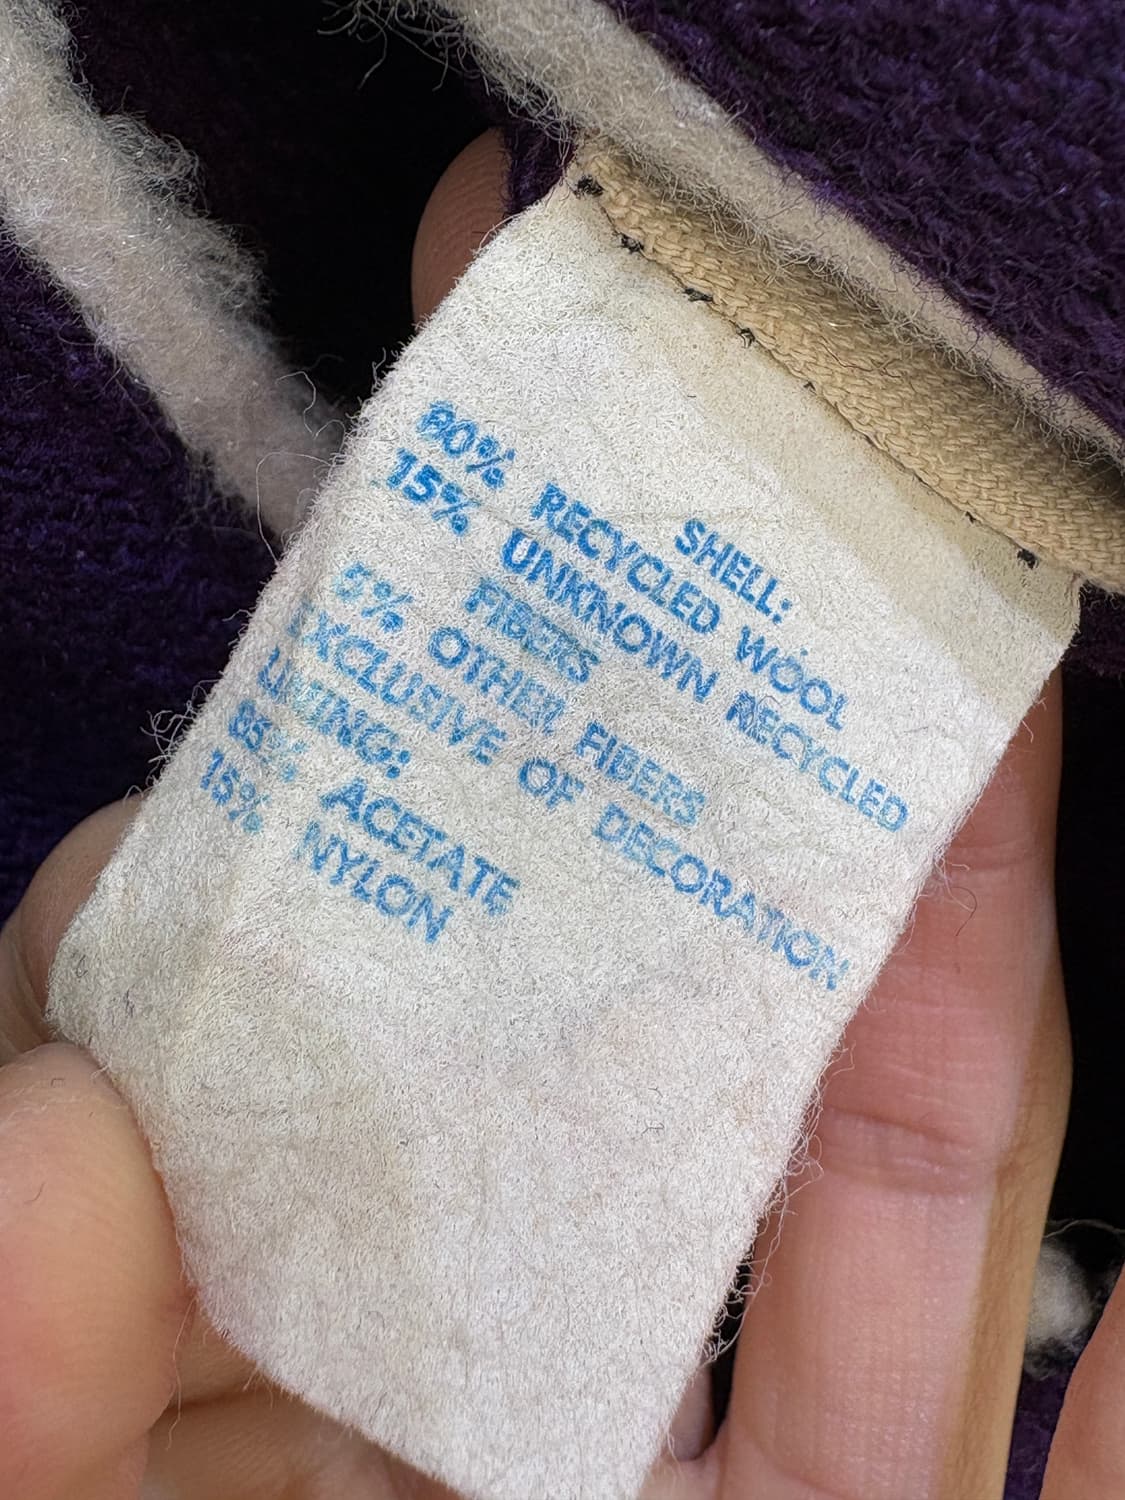 SHELL:
80% RECYCLED WOOL
15% UNKNOWN RECYCLED
FIBERS
5% OTHER FIBERS
EXCLUSIVE OF DECORATION
LINING:
85% ACETATE
15% NYLON